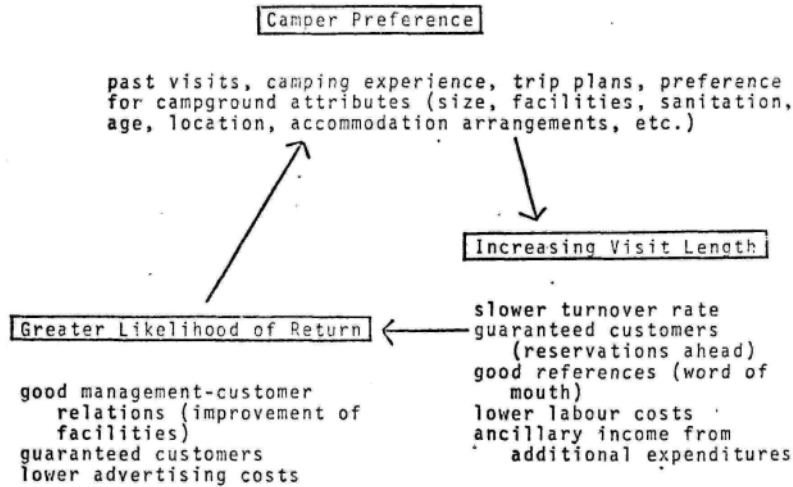 Camper Preference
past visits, camping experience, trip plans, preference
for campground attributes (size, facilities, sanitation,
age, location, accommodation arrangements, etc.)
Increasing Visit Length
slower turnover rate
guaranteed customers
(reservations ahead)
good references (word of
mouth)
lower labour costs
ancillary income from
additional expenditures
Greater Likelihood of Return
good management-customer
relations (improvement of
facilities)
guaranteed customers
lower advertising costs